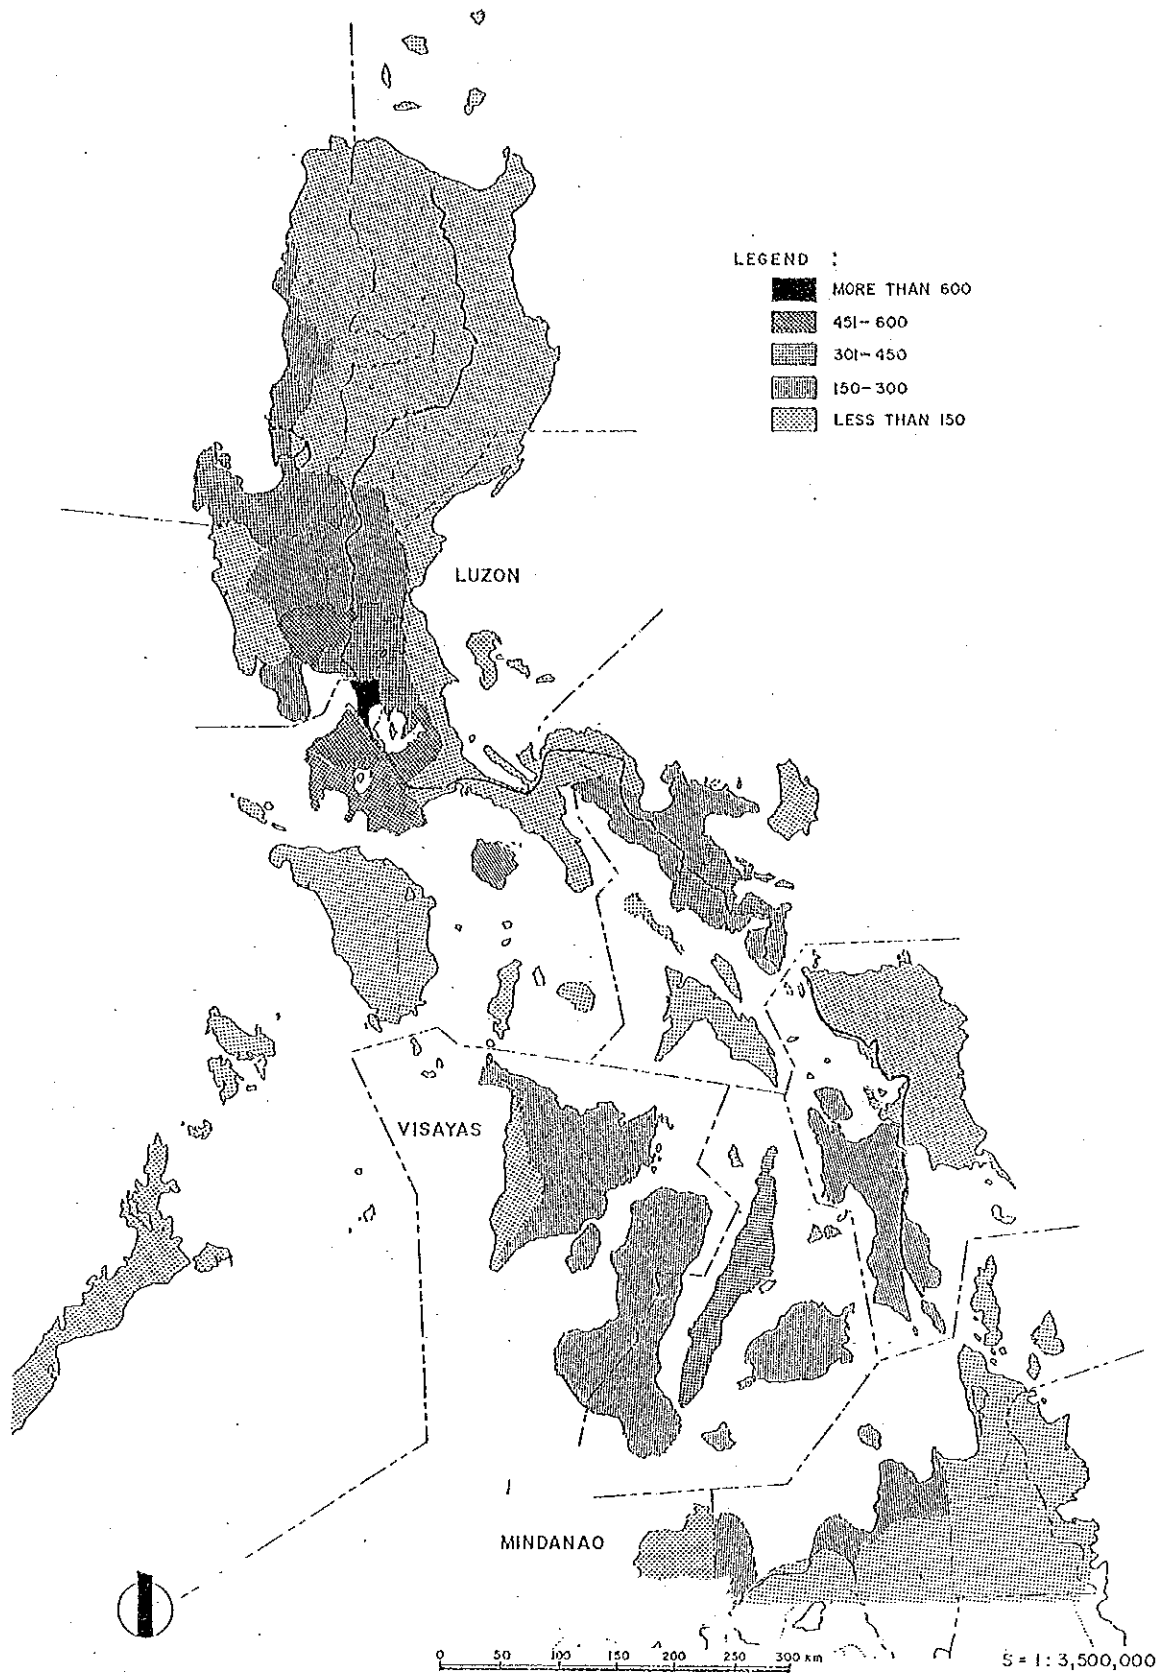 LEGEND :
MORE THAN 600
451-600
301-450
150-300
LESS THAN 150
LUZON
VISAYAS
MINDANAO
0 50 100 150 200 250 300 km
S = 1: 3,500,000